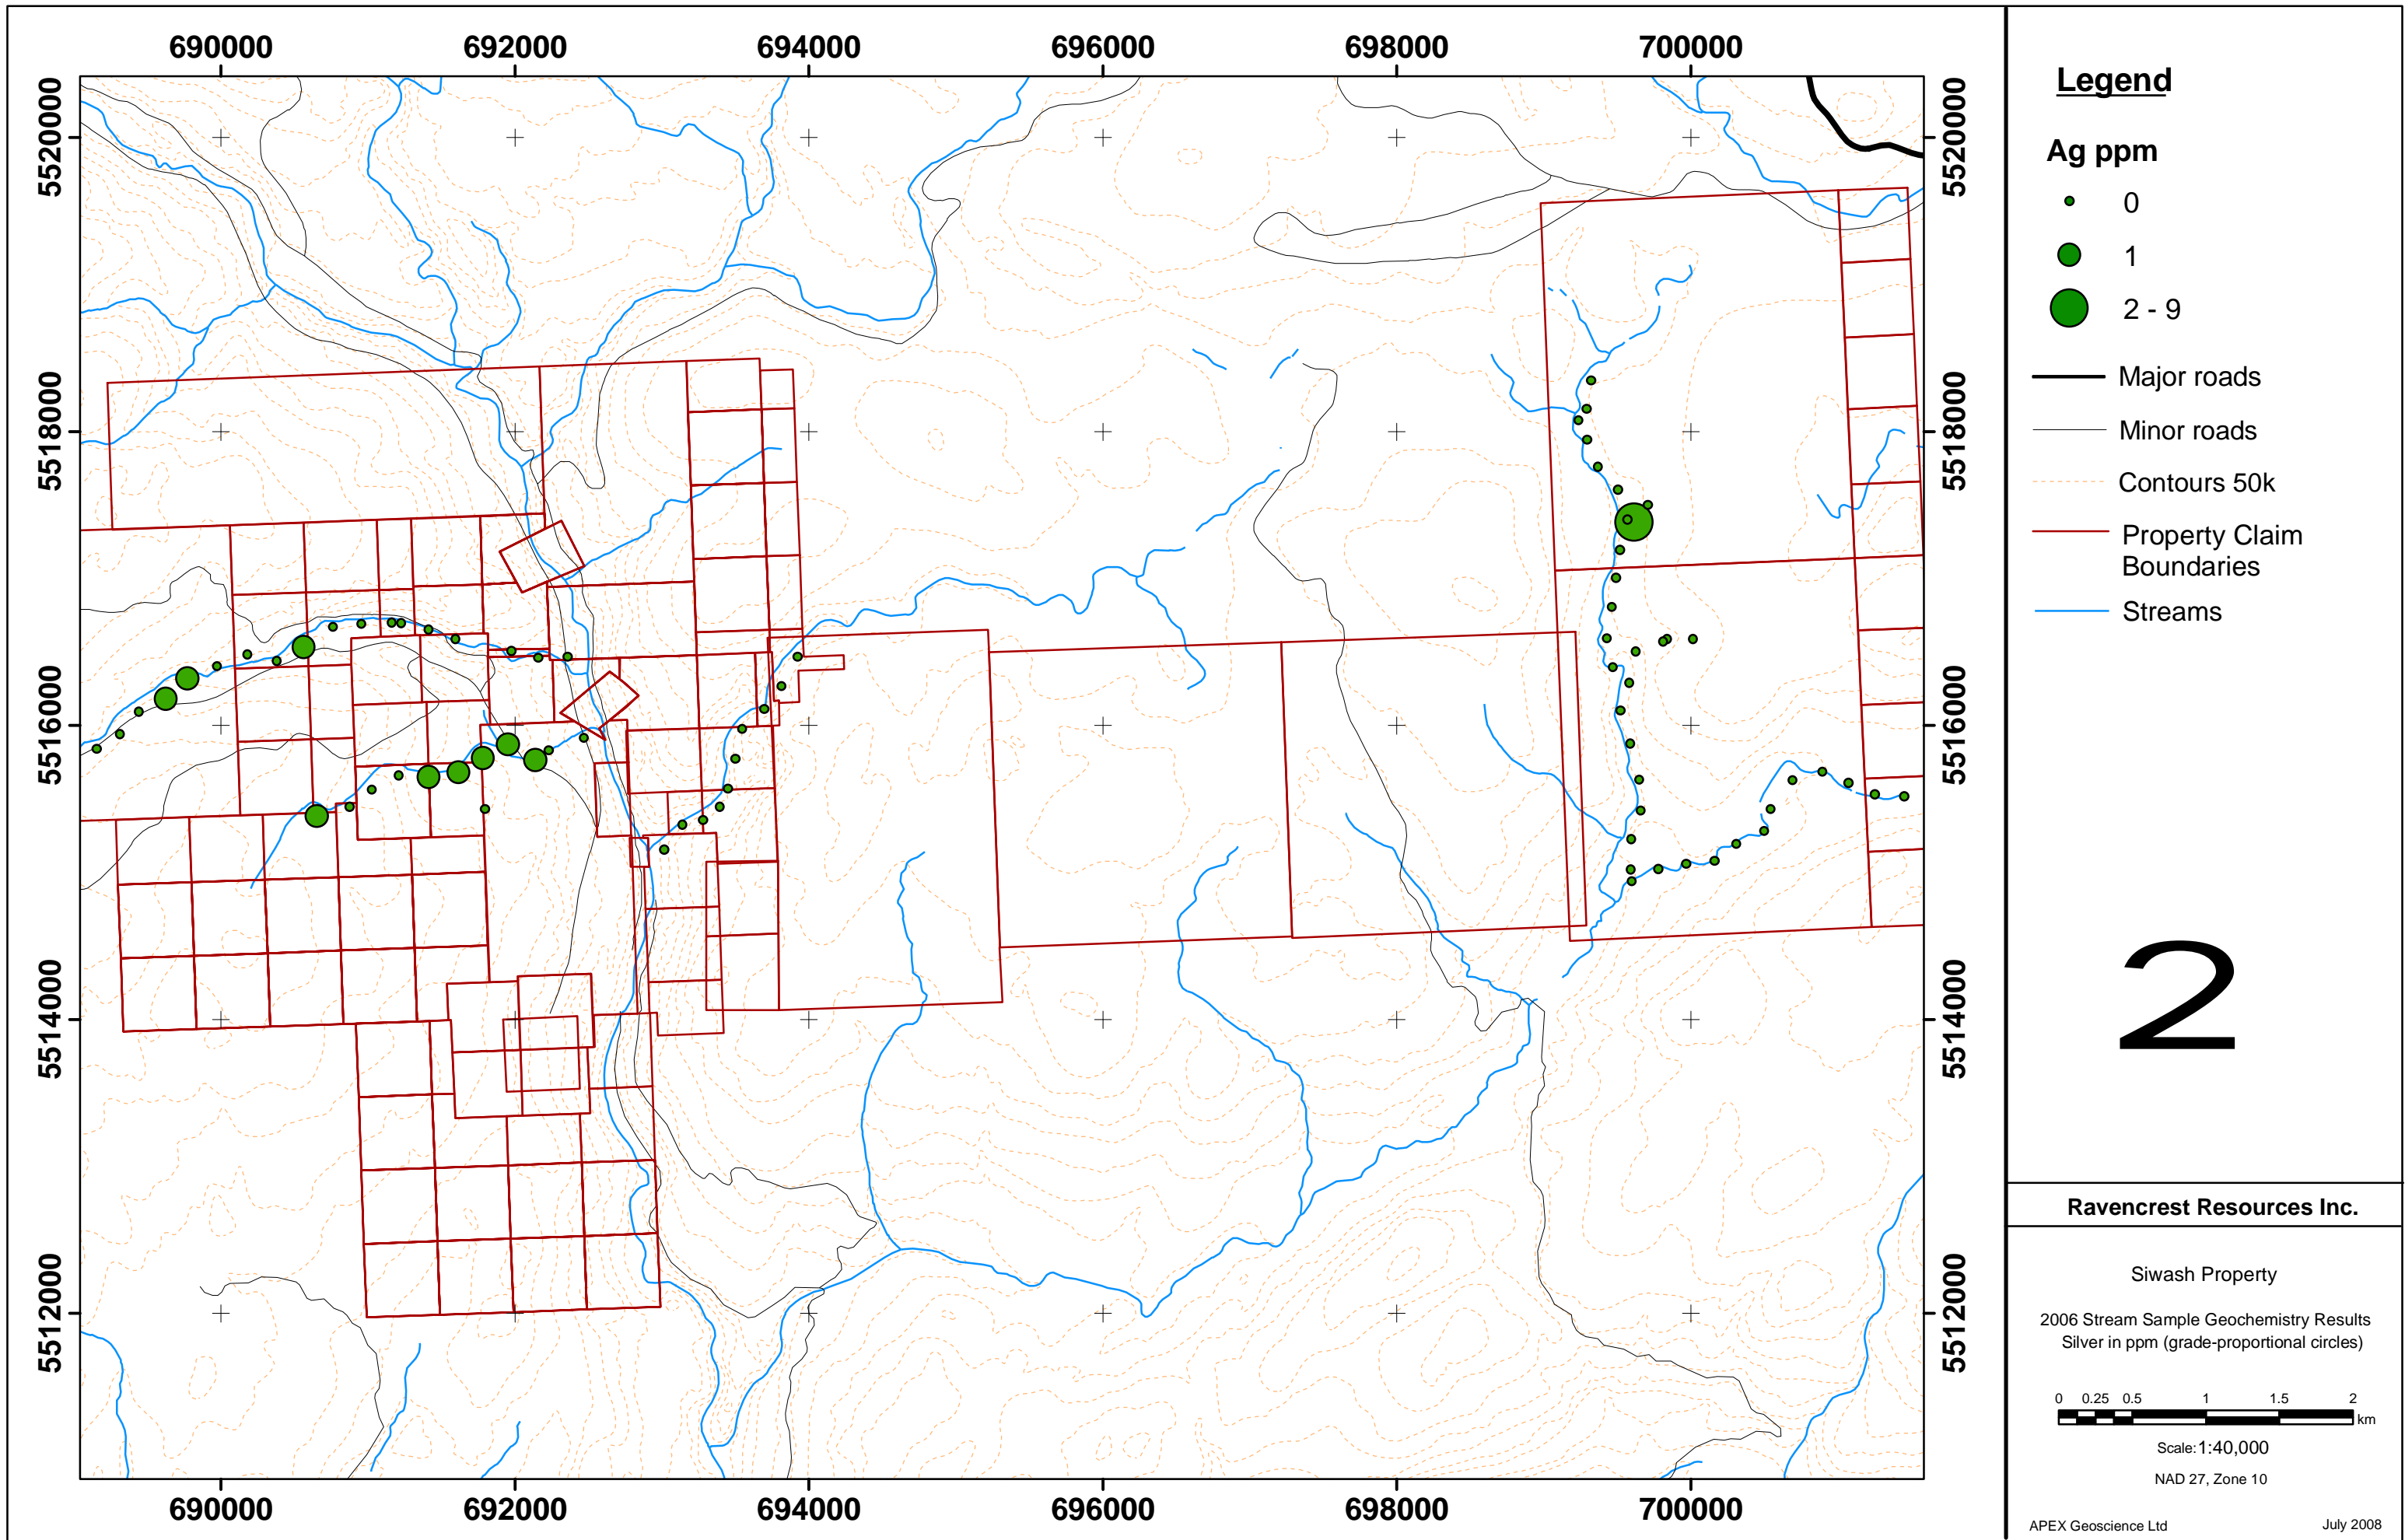 690000 692000 694000 696000 698000 700000
5520000 5520000
5518000 5518000
5516000 5516000
5514000 5514000
5512000 5512000
690000 692000 694000 696000 698000 700000
Legend
Ag ppm
0
1
2 - 9
Major roads
Minor roads
Contours 50k
Property Claim
Boundaries
Streams
2
Ravencrest Resources Inc.
Siwash Property
2006 Stream Sample Geochemistry Results
Silver in ppm (grade-proportional circles)
0 0.25 0.5 1 1.5 2
km
Scale:1:40,000
NAD 27, Zone 10
APEX Geoscience Ltd July 2008